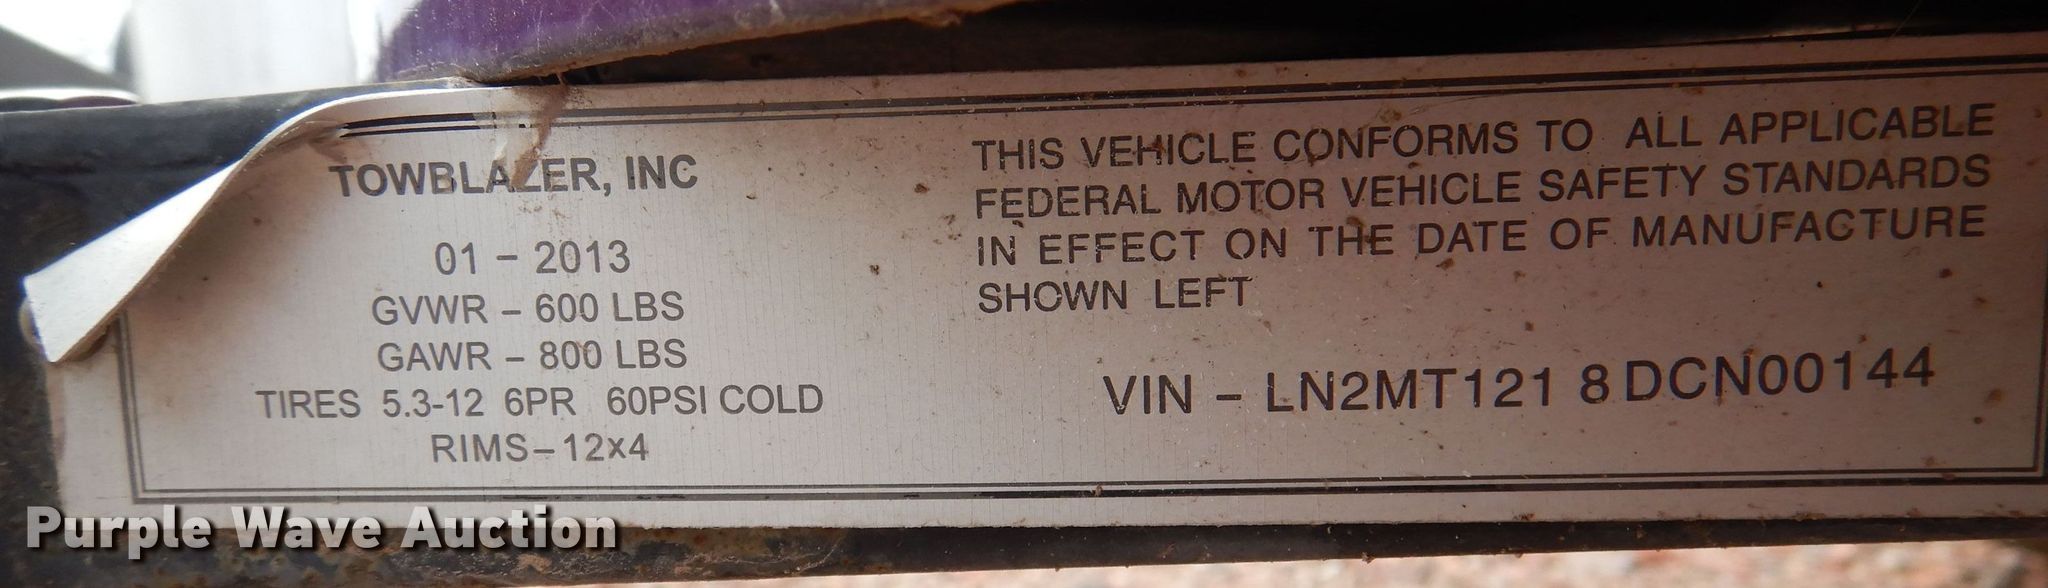 TOWBLAZER, INC
01 - 2013
GVWR - 600 LBS
GAWR - 800 LBS
TIRES 5.3-12 6PR 60PSI COLD
RIMS-12x4
THIS VEHICLE CONFORMS TO ALL APPLICABLE
FEDERAL MOTOR VEHICLE SAFETY STANDARDS
IN EFFECT ON THE DATE OF MANUFACTURE
SHOWN LEFT
VIN - LN2MT121 8 DCN00144
Purple Wave Auction